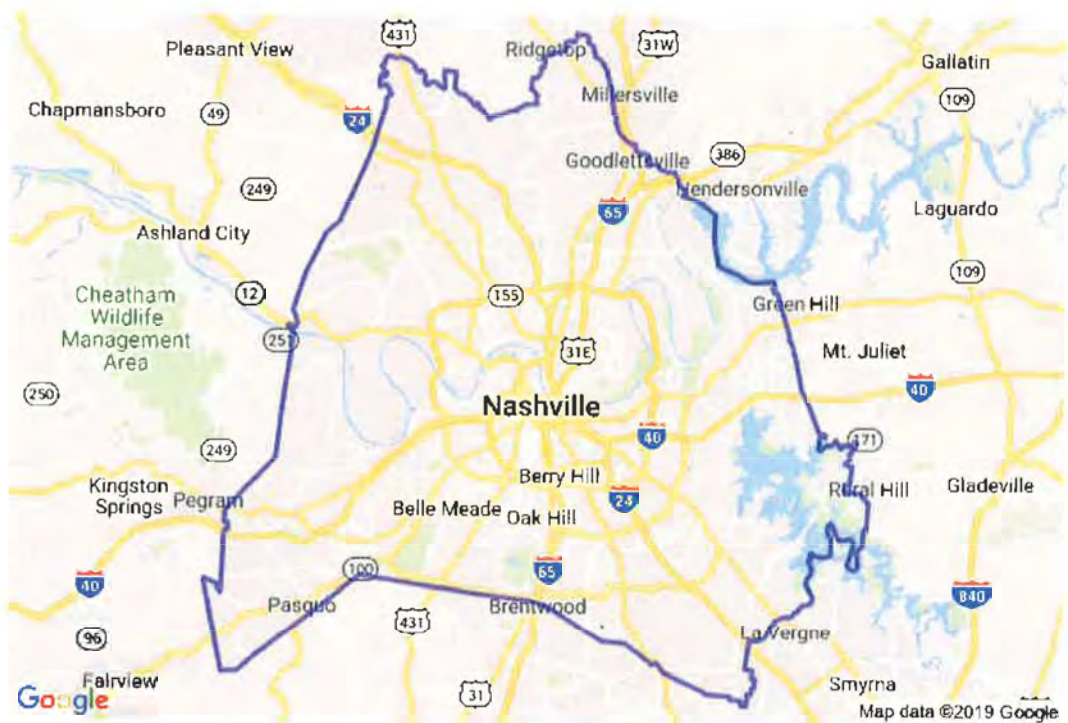 431
31W
Pleasant View
Ridgetop
Gallatin
Chapmansboro
Millersville
109
49
24
Goodlettsville
386
249
Hendersonville
65
Laguardo
Ashland City
109
12
155
Green Hill
Cheatham
Wildlife
Management
Area
251
31E
Mt. Juliet
250
40
Nashville
40
171
249
Berry Hill
Kingston
Springs
Pegram
24
Rural Hill
Gladeville
Belle Meade
Oak Hill
100
65
40
840
Pasquo
Brentwood
96
431
La Vergne
Fairview
31
Smyrna
Google
Map data ©2019 Google